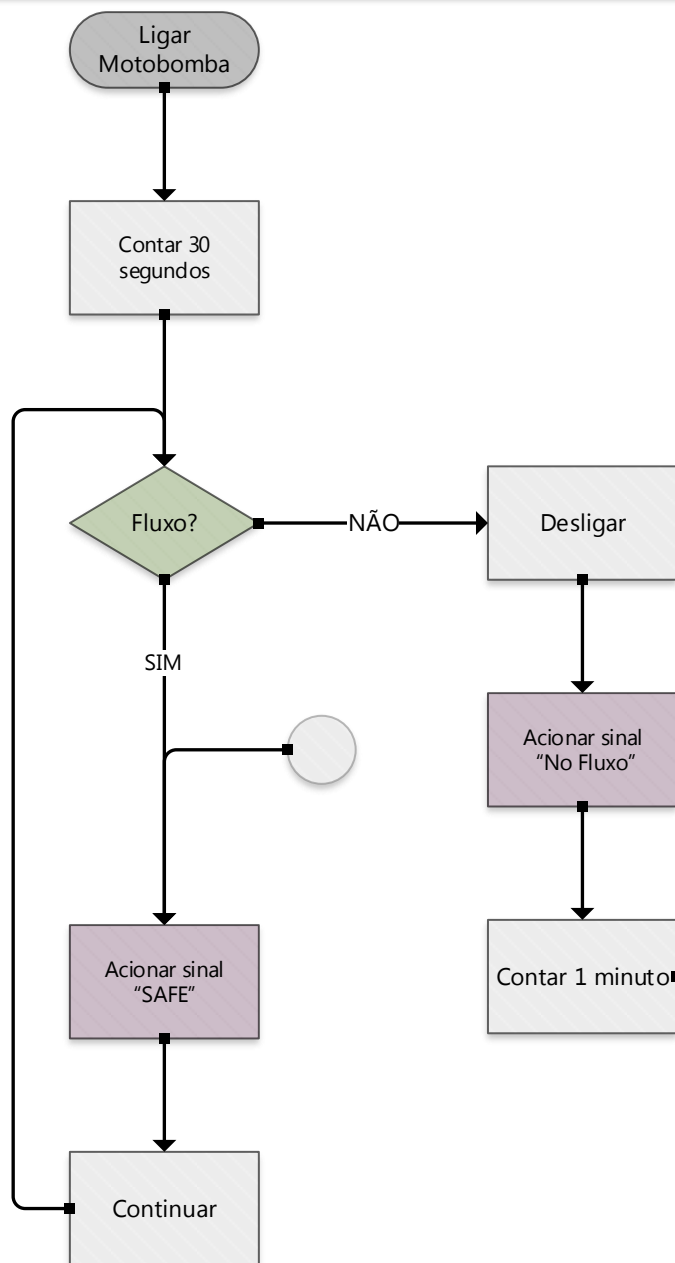 Ligar
Motobomba
Contar 30
segundos
Fluxo?
NÃO
Desligar
SIM
Acionar sinal
“No Fluxo”
Acionar sinal
“SAFE”
Contar 1 minuto
Continuar